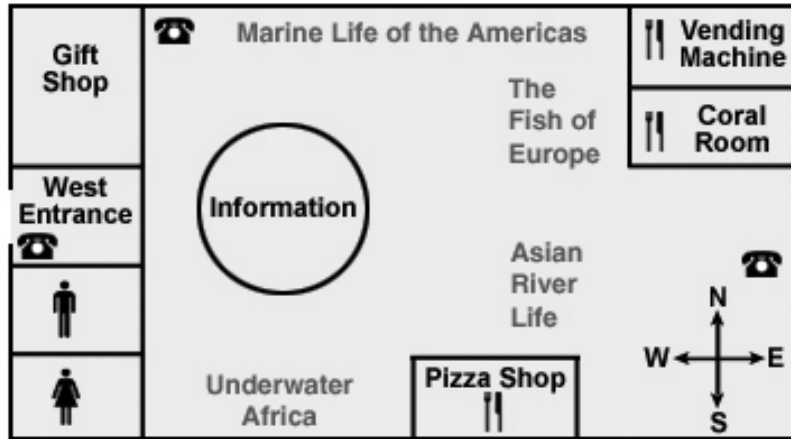 Gift
Shop
Marine Life of the Americas
Vending
Machine
The
Fish of
Europe
Coral
Room
West
Entrance
Information
Asian
River
Life
N
W
E
S
Underwater
Africa
Pizza Shop